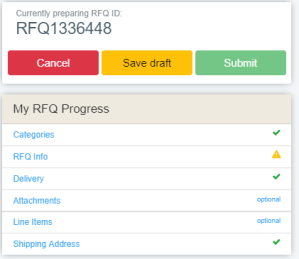 Currently preparing RFQ ID:
RFQ1336448
Cancel Save draft Submit
My RFQ Progress
Categories
RFQ Info
Delivery
Attachments optional
Line Items optional
Shipping Address